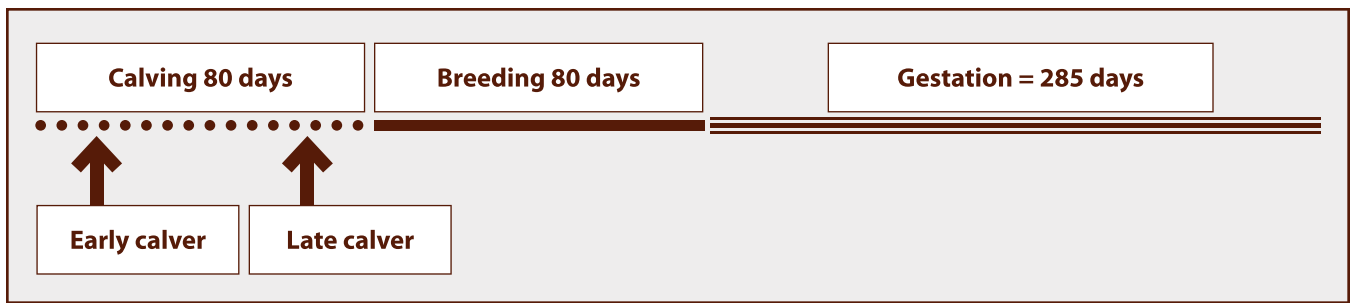 Calving 80 days
Breeding 80 days
Gestation = 285 days
Early calver
Late calver